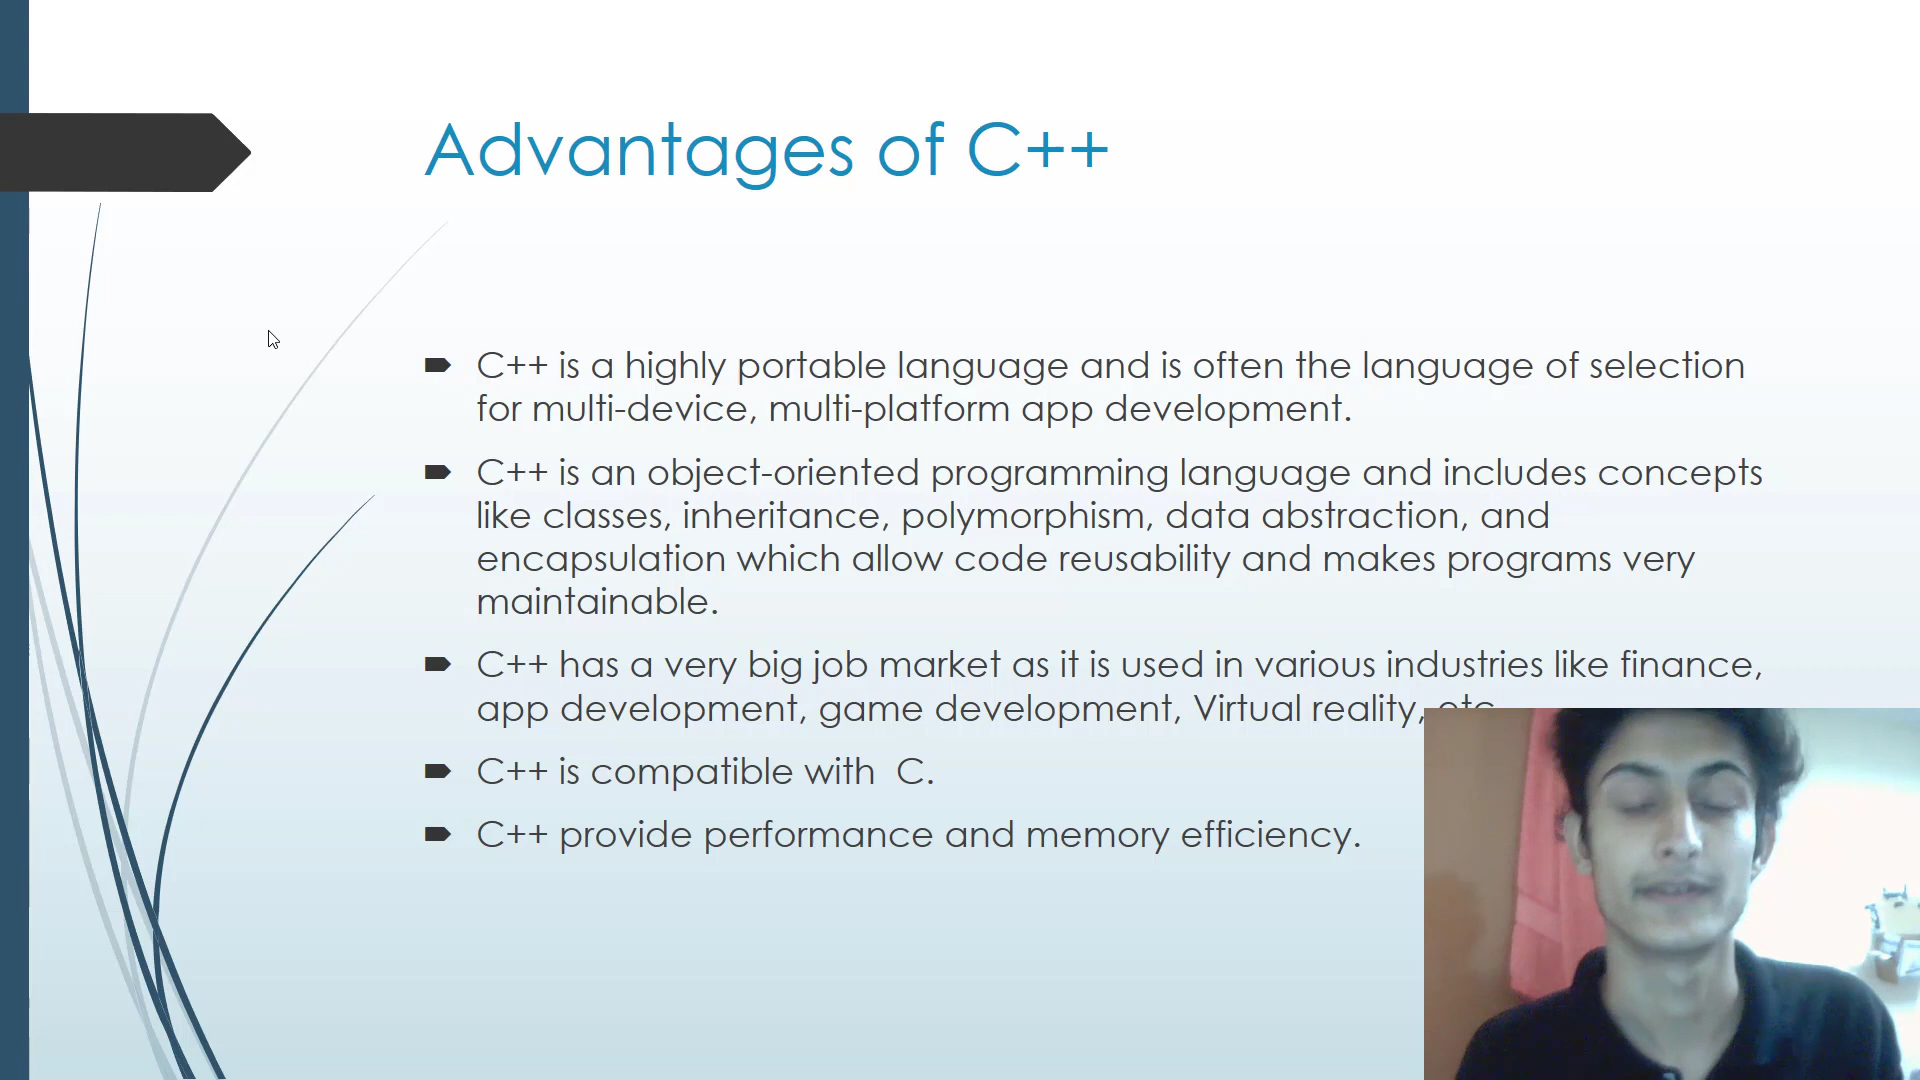 Advantages of C++
C++ is a highly portable language and is often the language of selection
for multi-device, multi-platform app development.
C++ is an object-oriented programming language and includes concepts
like classes, inheritance, polymorphism, data abstraction, and
encapsulation which allow code reusability and makes programs very
maintainable.
C++ has a very big job market as it is used in various industries like finance,
app development, game development, Virtual reality, etc
C++ is compatible with  C.
C++ provide performance and memory efficiency.